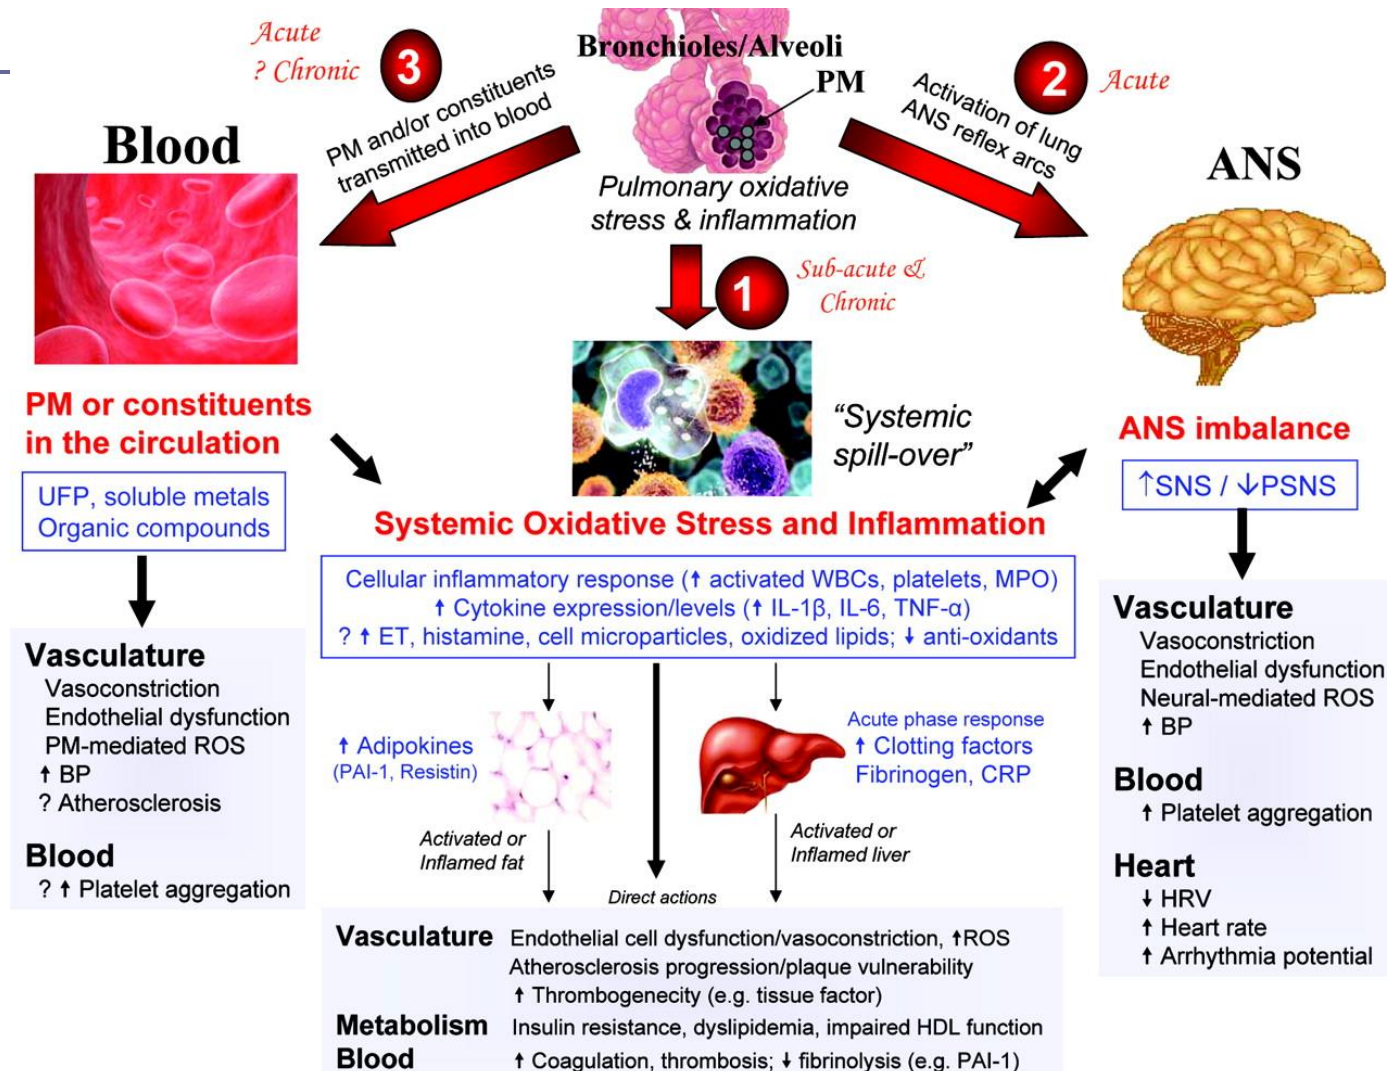 Acute
? Chronic
3
PM and/or constituents
transmitted into blood
Bronchioles/Alveoli
PM
Pulmonary oxidative
stress & inflammation
2
Acute
Activation of lung
ANS reflex arcs
1
Sub-acute &
Chronic
Blood
PM or constituents
in the circulation
UFP, soluble metals
Organic compounds
Vasculature
Vasoconstriction
Endothelial dysfunction
PM-mediated ROS
↑ BP
? Atherosclerosis
Blood
? ↑ Platelet aggregation
“Systemic
spill-over”
Systemic Oxidative Stress and Inflammation
Cellular inflammatory response (↑ activated WBCs, platelets, MPO)
↑ Cytokine expression/levels (↑ IL-1β, IL-6, TNF-α)
? ↑ ET, histamine, cell microparticles, oxidized lipids; ↓ anti-oxidants
↑ Adipokines
(PAI-1, Resistin)
Activated or
Inflamed fat
Acute phase response
↑ Clotting factors
Fibrinogen, CRP
Activated or
Inflamed liver
Direct actions
Vasculature Endothelial cell dysfunction/vasoconstriction, ↑ROS
Atherosclerosis progression/plaque vulnerability
↑ Thrombogenecity (e.g. tissue factor)
Metabolism Insulin resistance, dyslipidemia, impaired HDL function
Blood ↑ Coagulation, thrombosis; ↓ fibrinolysis (e.g. PAI-1)
ANS
ANS imbalance
↑SNS / ↓PSNS
Vasculature
Vasoconstriction
Endothelial dysfunction
Neural-mediated ROS
↑ BP
Blood
↑ Platelet aggregation
Heart
↓ HRV
↑ Heart rate
↑ Arrhythmia potential